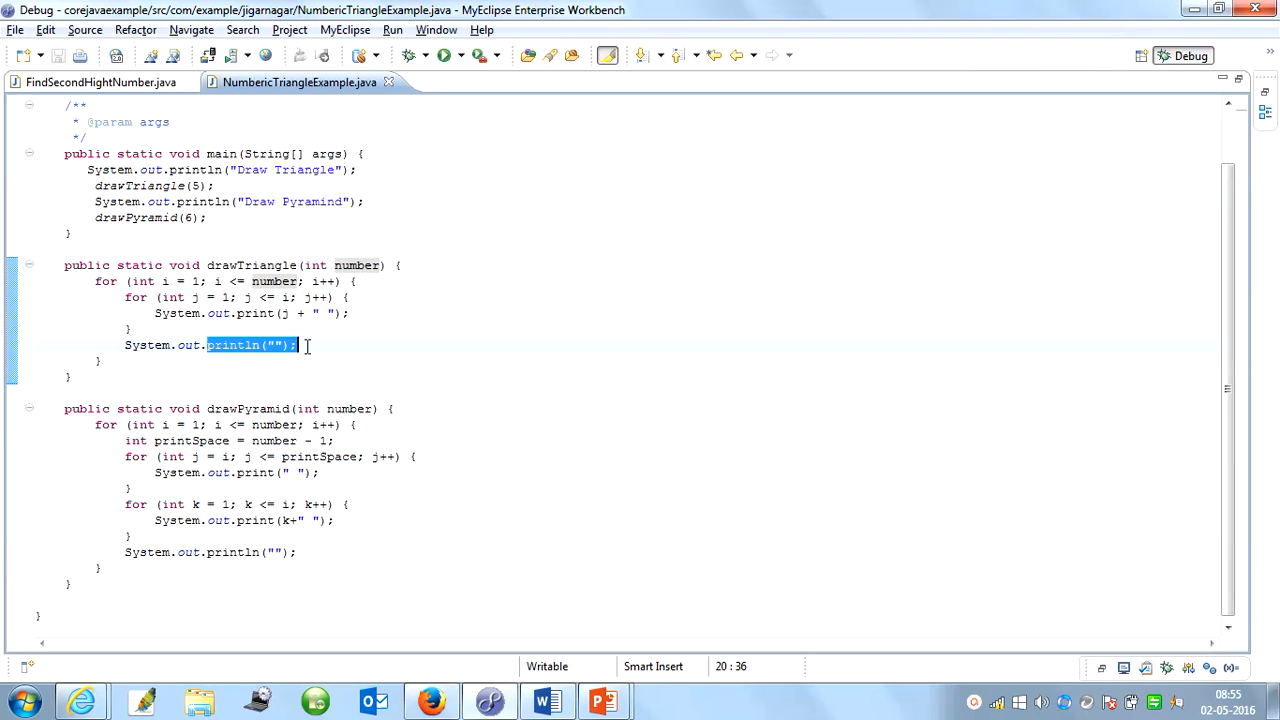 Debug - corejavaexample/src/com/example/jigarnagar/NumbericTriangleExample.java - MyEclipse Enterprise Workbench
File Edit Source Refactor Navigate Search Project MyEclipse Run Window Help
Debug
FindSecondHightNumber.java NumbericTriangleExample.java
/**
* @param args
*/
public static void main(String[] args) {
System.out.println("Draw Triangle");
drawTriangle(5);
System.out.println("Draw Pyramind");
drawPyramid(6);
}
public static void drawTriangle(int number) {
for (int i = 1; i <= number; i++) {
for (int j = 1; j <= i; j++) {
System.out.print(j + " ");
}
System.out.println("");
}
}
public static void drawPyramid(int number) {
for (int i = 1; i <= number; i++) {
int printSpace = number - 1;
for (int j = i; j <= printSpace; j++) {
System.out.print(" ");
}
for (int k = 1; k <= i; k++) {
System.out.print(k+" ");
}
System.out.println("");
}
}
}
Writable Smart Insert 20 : 36
08:55
02-05-2016